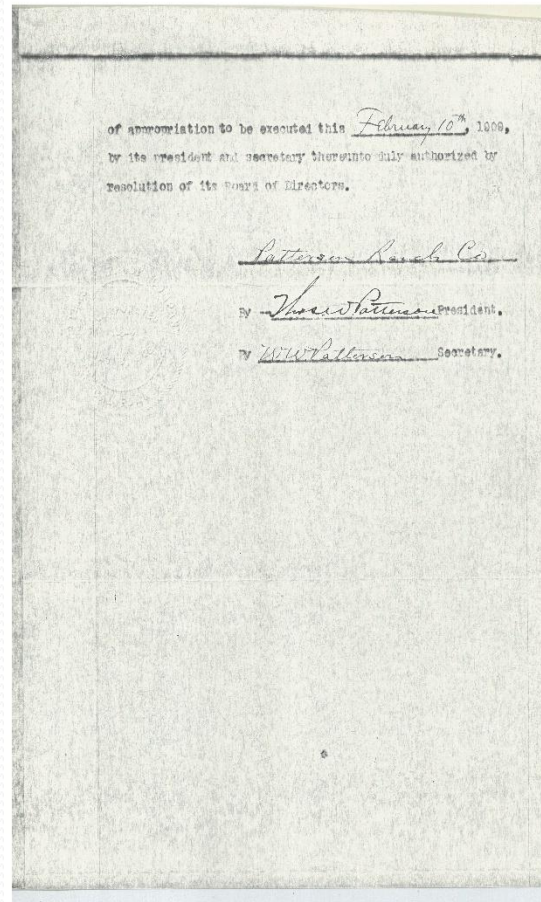 of appropriation to be executed this February 10th, 1909,
by its president and secretary thereunto duly authorized by
resolution of its Board of Directors.
Patterson Ranch Co
By Thos W Patterson President.
By W W Patterson Secretary.